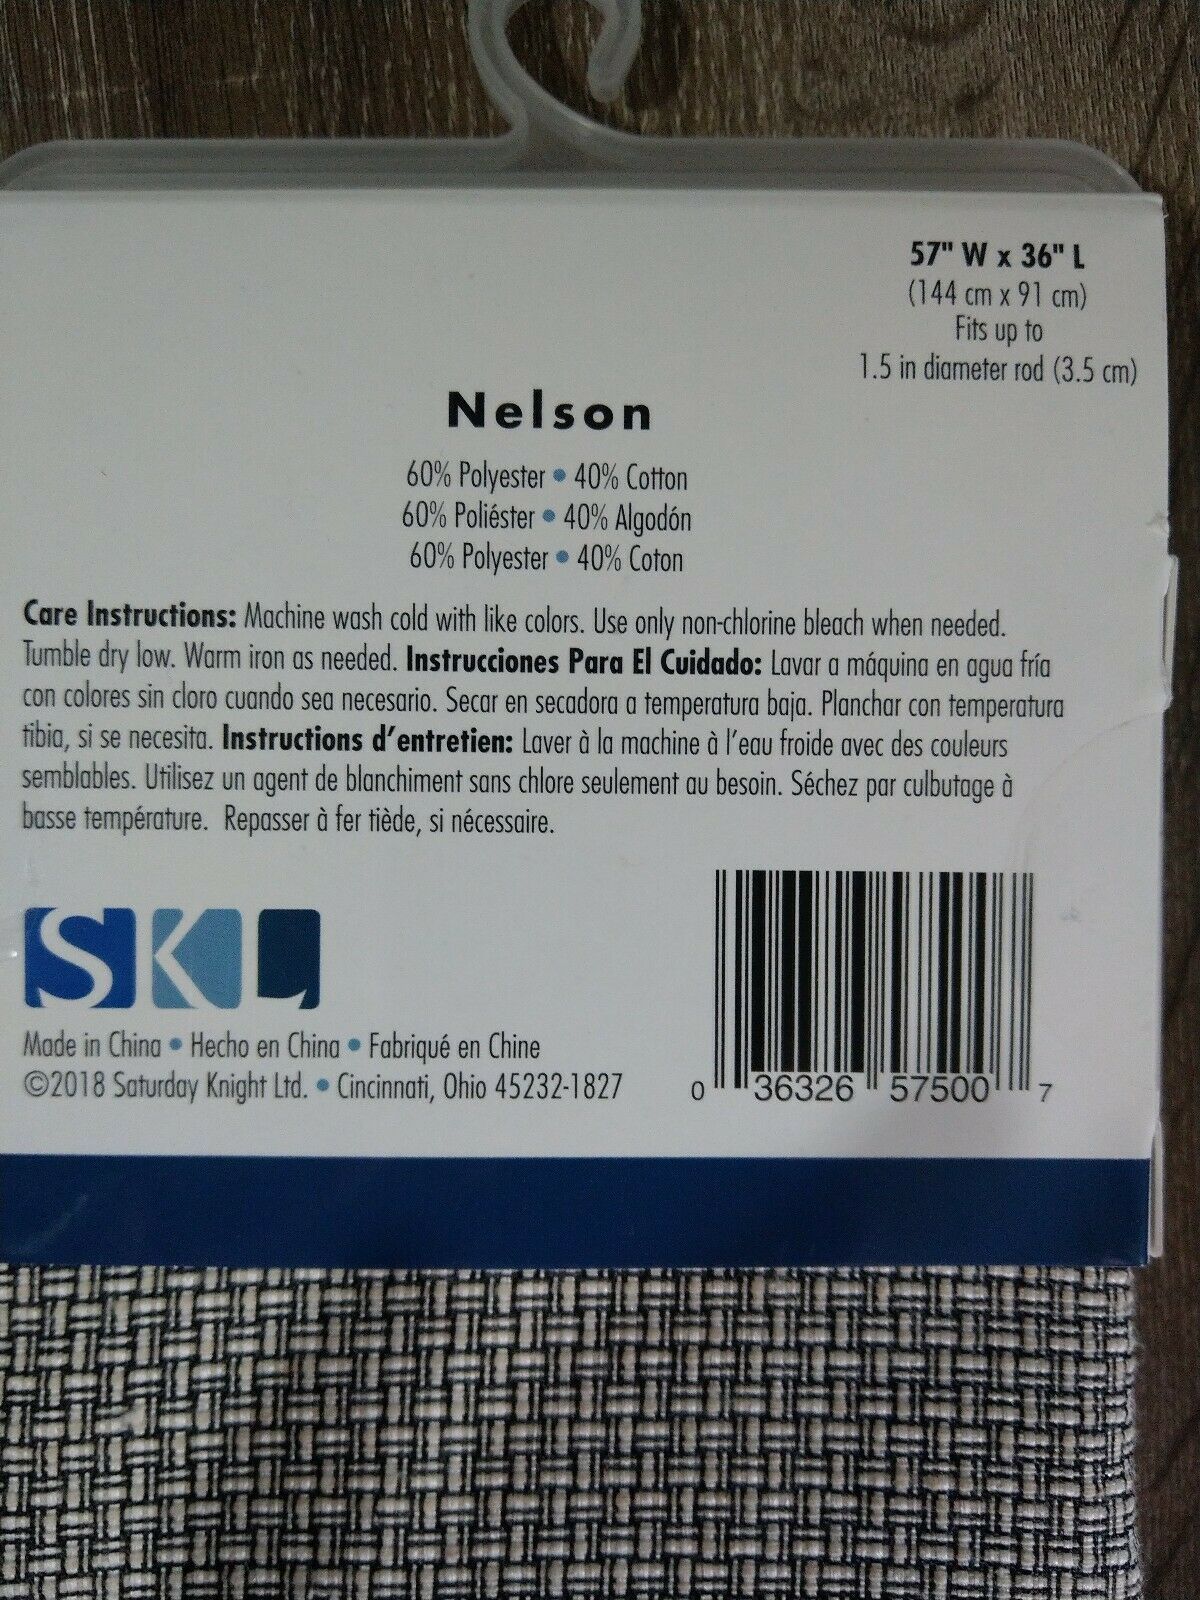 57" W x 36" L
(144 cm x 91 cm)
Fits up to
1.5 in diameter rod (3.5 cm)
Nelson
60% Polyester • 40% Cotton
60% Poliéster • 40% Algodón
60% Polyester • 40% Coton
Care Instructions: Machine wash cold with like colors. Use only non-chlorine bleach when needed.
Tumble dry low. Warm iron as needed. Instrucciones Para El Cuidado: Lavar a máquina en agua fría
con colores sin cloro cuando sea necesario. Secar en secadora a temperatura baja. Planchar con temperatura
tibia, si se necesita. Instructions d'entretien: Laver à la machine à l'eau froide avec des couleurs
semblables. Utilisez un agent de blanchiment sans chlore seulement au besoin. Séchez par culbutage à
basse température. Repasser à fer tiède, si nécessaire.
SKL
Made in China • Hecho en China • Fabriqué en Chine
©2018 Saturday Knight Ltd. • Cincinnati, Ohio 45232-1827
0 36326 57500 7